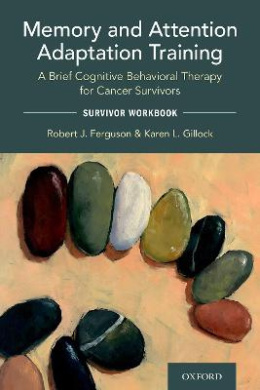 Memory and Attention
Adaptation Training
A Brief Cognitive Behavioral Therapy
for Cancer Survivors
SURVIVOR WORKBOOK
Robert J. Ferguson & Karen L. Gillock
OXFORD